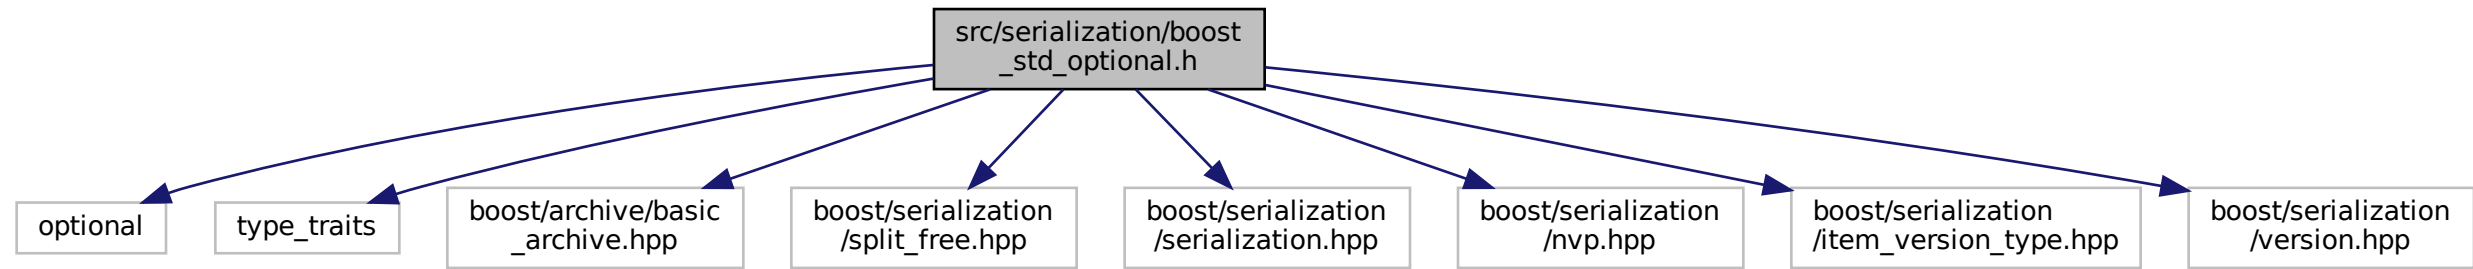 src/serialization/boost
_std_optional.h
optional
type_traits
boost/archive/basic
_archive.hpp
boost/serialization
/split_free.hpp
boost/serialization
/serialization.hpp
boost/serialization
/nvp.hpp
boost/serialization
/item_version_type.hpp
boost/serialization
/version.hpp